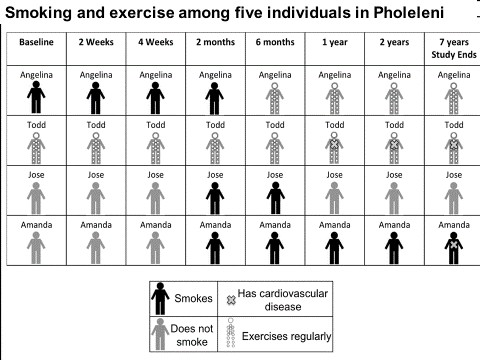 Smoking and exercise among five individuals in Pholeleni
Baseline 2 Weeks 4 Weeks 2 months 6 months 1 year 2 years 7 years
Study Ends
Angelina Angelina Angelina Angelina Angelina Angelina Angelina Angelina
Todd Todd Todd Todd Todd Todd Todd Todd
Jose Jose Jose Jose Jose Jose Jose Jose
Amanda Amanda Amanda Amanda Amanda Amanda Amanda Amanda
Smokes Has cardiovascular
disease
Does not
smoke Exercises regularly